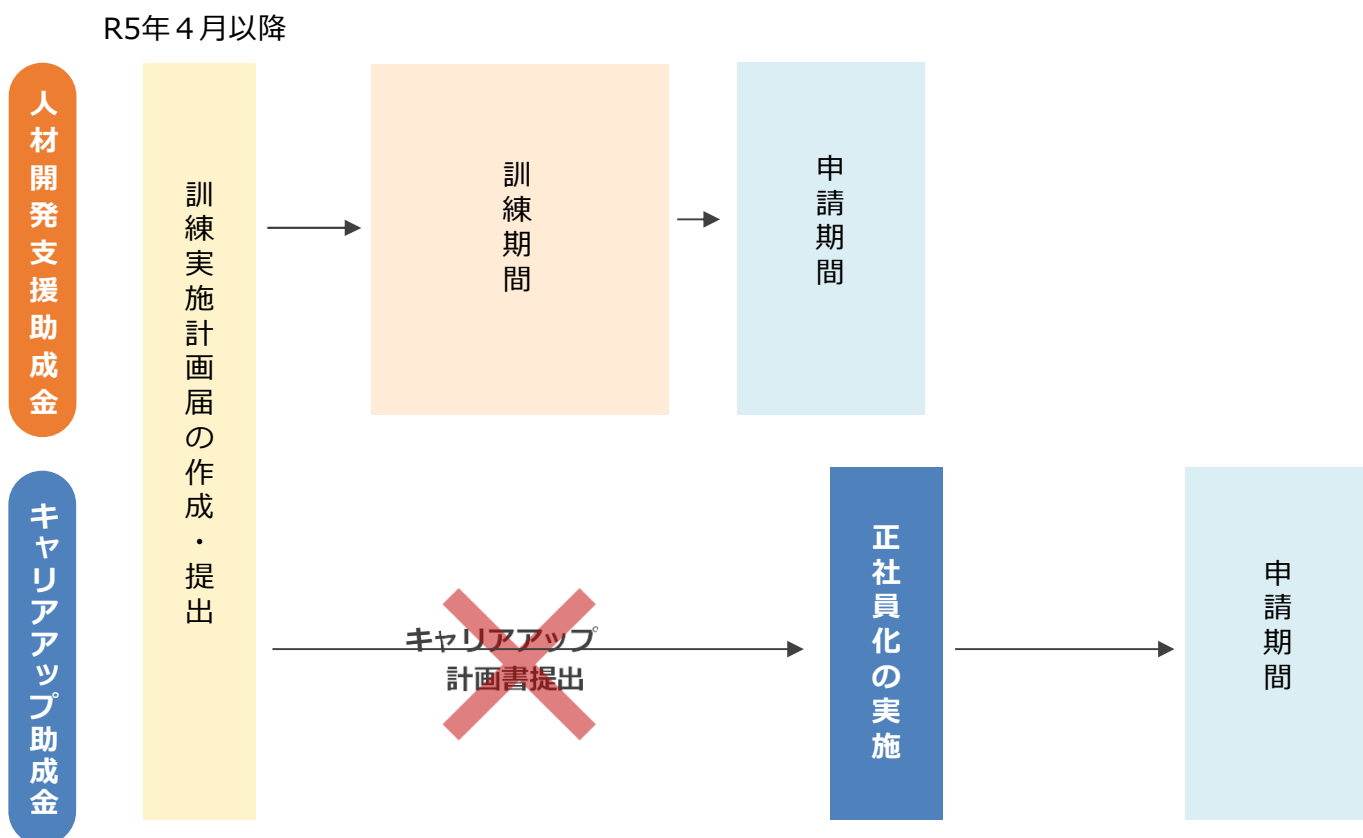 R5年４月以降
人材開発支援助成金
訓練実施計画届の作成・提出
訓練期間
申請期間
キャリアアップ助成金
キャリアアップ
計画書提出
正社員化の実施
申請期間